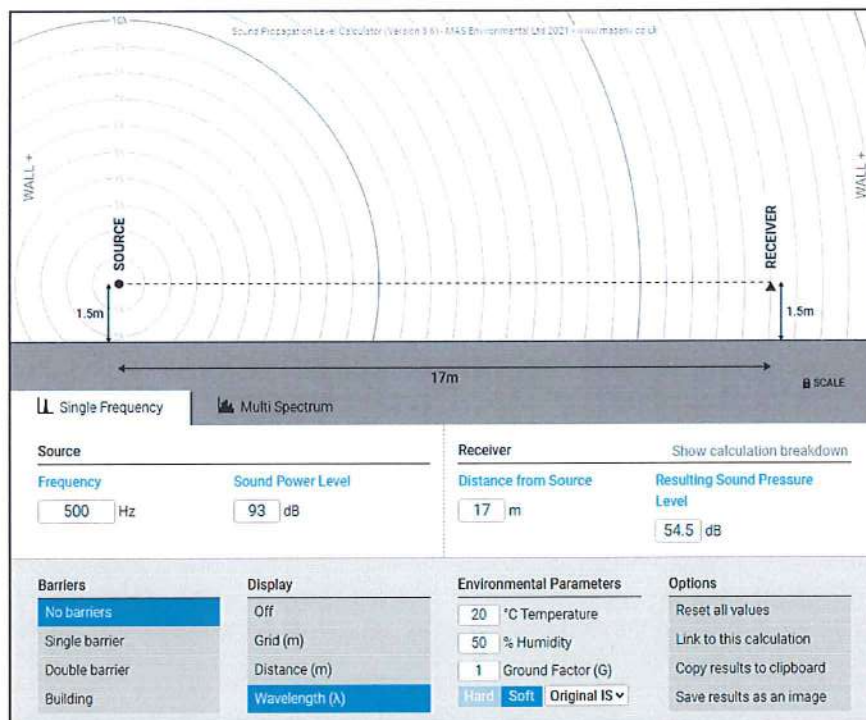 10λ
Sound Propagation Level Calculator (Version 3.6) - MAS Environmental Ltd 2021 - www.masenv.co.uk
WALL +
SOURCE
RECEIVER
WALL +
1.5m
1.5m
17m
SCALE
Single Frequency
Multi Spectrum
Source
Receiver
Show calculation breakdown
Frequency
Sound Power Level
Distance from Source
Resulting Sound Pressure
Level
500 Hz
93 dB
17 m
54.5 dB
Barriers
Display
Environmental Parameters
Options
No barriers
Off
20 °C Temperature
Reset all values
Single barrier
Grid (m)
50 % Humidity
Link to this calculation
Double barrier
Distance (m)
1 Ground Factor (G)
Copy results to clipboard
Building
Wavelength (λ)
Hard Soft Original IS
Save results as an image